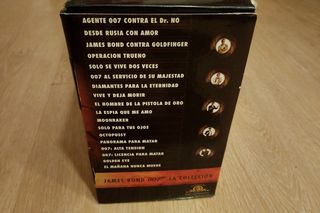 AGENTE 007 CONTRA EL Dr. NO
DESDE RUSIA CON AMOR
JAMES BOND CONTRA GOLDFINGER
OPERACION TRUENO
SOLO SE VIVE DOS VECES
007 AL SERVICIO DE SU MAJESTAD
DIAMANTES PARA LA ETERNIDAD
VIVE Y DEJA MORIR
EL HOMBRE DE LA PISTOLA DE ORO
LA ESPIA QUE ME AMO
MOONRAKER
SOLO PARA TUS OJOS
OCTOPUSSY
PANORAMA PARA MATAR
007: ALTA TENSION
007: LICENCIA PARA MATAR
GOLDEN EYE
EL MAÑANA NUNCA MUERE
JAMES BOND 007 LA COLECCION